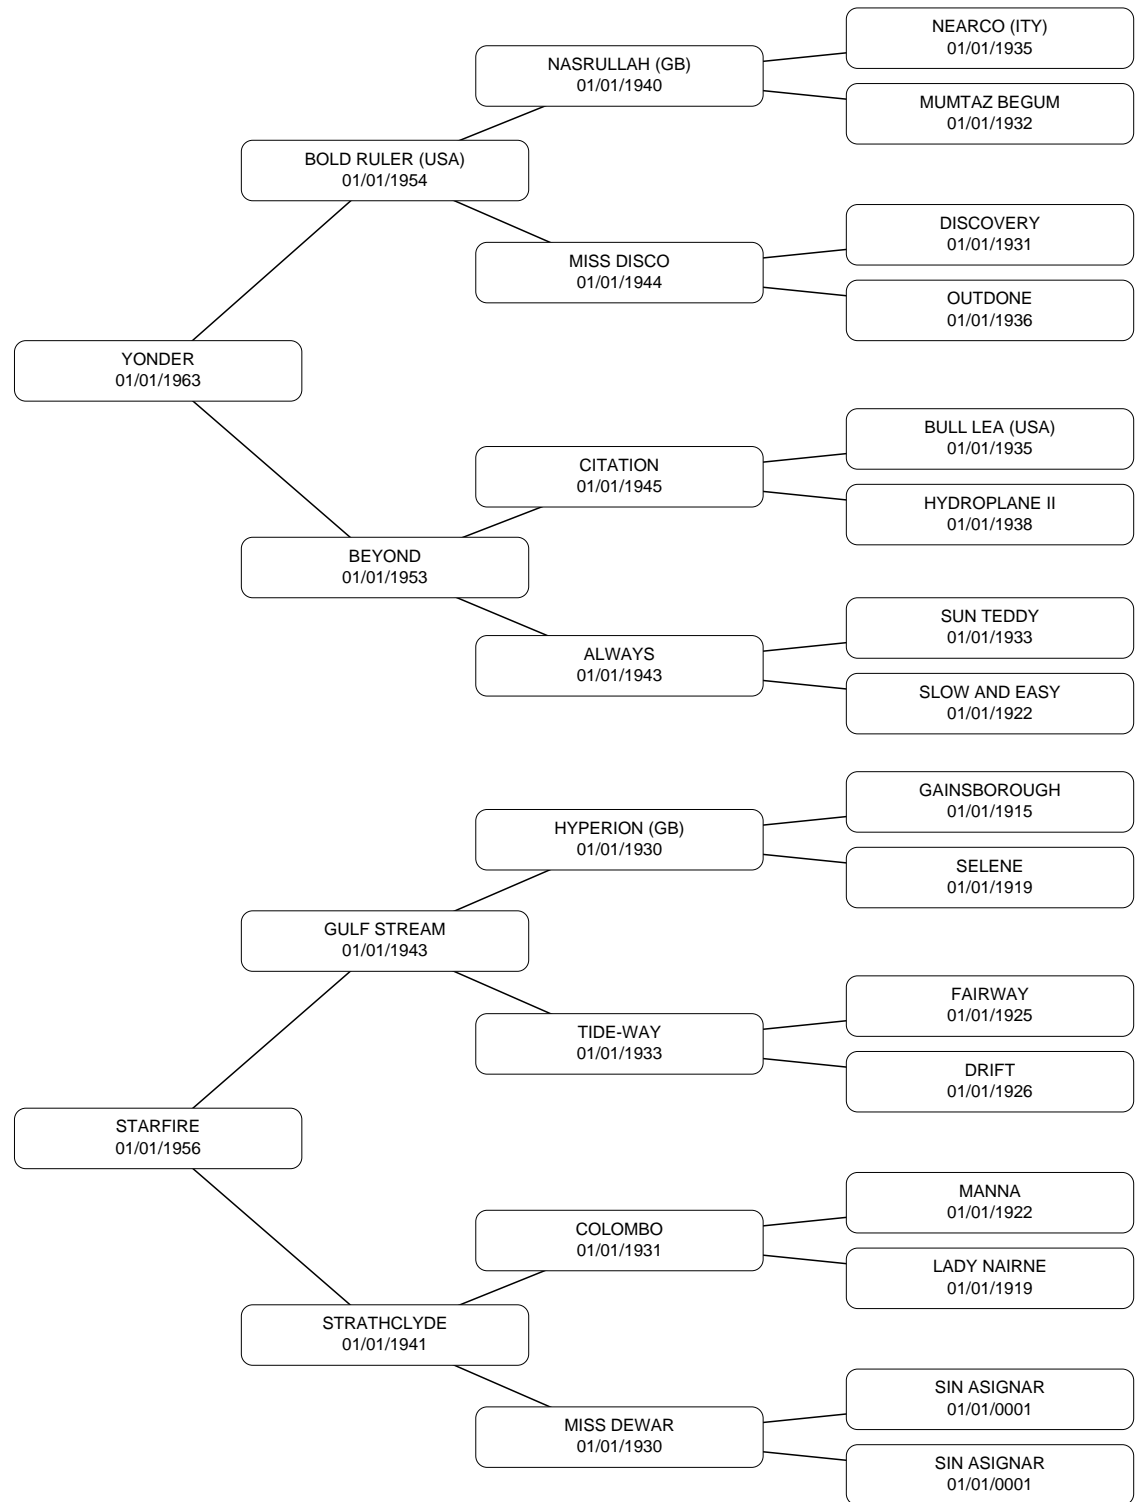 NEARCO (ITY)
01/01/1935
NASRULLAH (GB)
01/01/1940
MUMTAZ BEGUM
01/01/1932
BOLD RULER (USA)
01/01/1954
DISCOVERY
01/01/1931
MISS DISCO
01/01/1944
OUTDONE
01/01/1936
YONDER
01/01/1963
BULL LEA (USA)
01/01/1935
CITATION
01/01/1945
HYDROPLANE II
01/01/1938
BEYOND
01/01/1953
SUN TEDDY
01/01/1933
ALWAYS
01/01/1943
SLOW AND EASY
01/01/1922
GAINSBOROUGH
01/01/1915
HYPERION (GB)
01/01/1930
SELENE
01/01/1919
GULF STREAM
01/01/1943
FAIRWAY
01/01/1925
TIDE-WAY
01/01/1933
DRIFT
01/01/1926
STARFIRE
01/01/1956
MANNA
01/01/1922
COLOMBO
01/01/1931
LADY NAIRNE
01/01/1919
STRATHCLYDE
01/01/1941
SIN ASIGNAR
01/01/0001
MISS DEWAR
01/01/1930
SIN ASIGNAR
01/01/0001